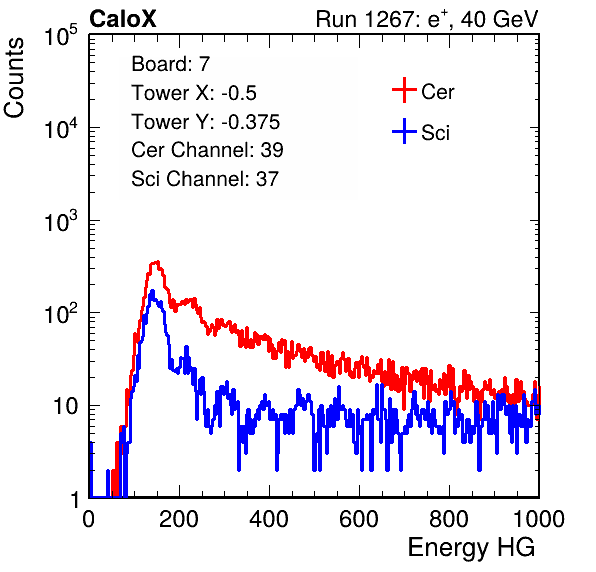 CaloX Run 1267: e⁺, 40 GeV
Counts
10⁵
10⁴
10³
10²
10
1
Board: 7
Tower X: -0.5
Tower Y: -0.375
Cer Channel: 39
Sci Channel: 37
Cer
Sci
0 200 400 600 800 1000
Energy HG